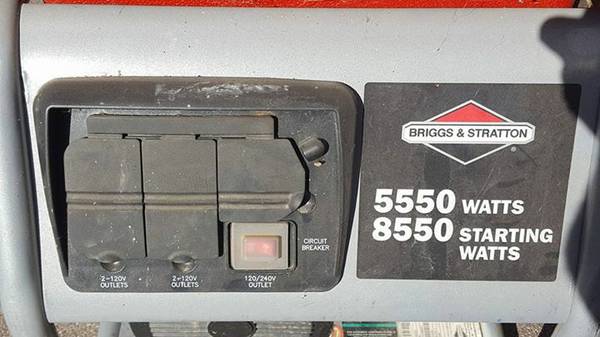 BRIGGS & STRATTON
5550 WATTS
8550 STARTING
WATTS
CIRCUIT
BREAKER
2-120V
OUTLETS
2-120V
OUTLETS
120/240V
OUTLET